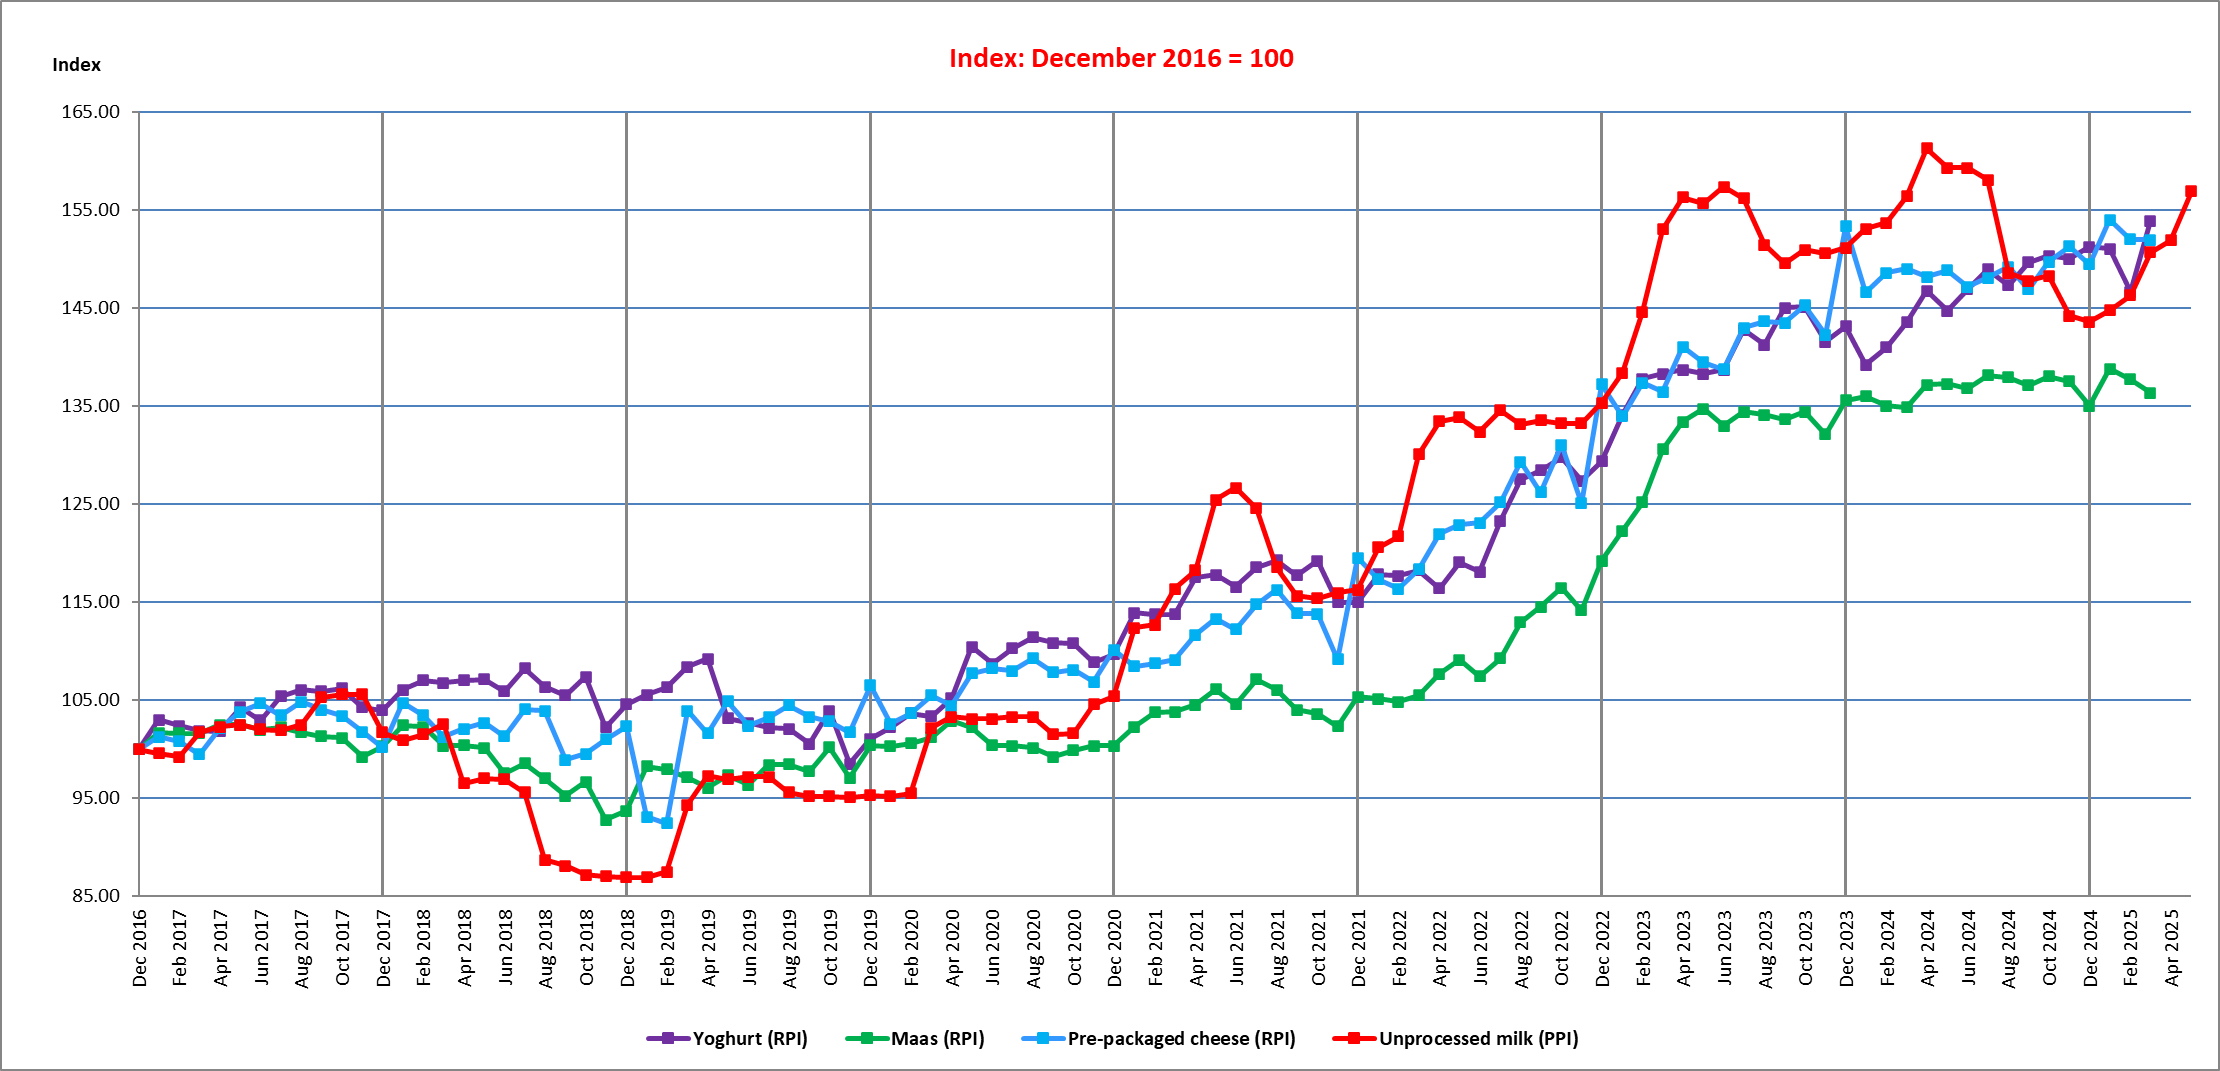 Index: December 2016 = 100
Index
165.00
155.00
145.00
135.00
125.00
115.00
105.00
95.00
85.00
Dec 2016
Feb 2017
Apr 2017
Jun 2017
Aug 2017
Oct 2017
Dec 2017
Feb 2018
Apr 2018
Jun 2018
Aug 2018
Oct 2018
Dec 2018
Feb 2019
Apr 2019
Jun 2019
Aug 2019
Oct 2019
Dec 2019
Feb 2020
Apr 2020
Jun 2020
Aug 2020
Oct 2020
Dec 2020
Feb 2021
Apr 2021
Jun 2021
Aug 2021
Oct 2021
Dec 2021
Feb 2022
Apr 2022
Jun 2022
Aug 2022
Oct 2022
Dec 2022
Feb 2023
Apr 2023
Jun 2023
Aug 2023
Oct 2023
Dec 2023
Feb 2024
Apr 2024
Jun 2024
Aug 2024
Oct 2024
Dec 2024
Feb 2025
Apr 2025
Yoghurt (RPI)
Maas (RPI)
Pre-packaged cheese (RPI)
Unprocessed milk (PPI)